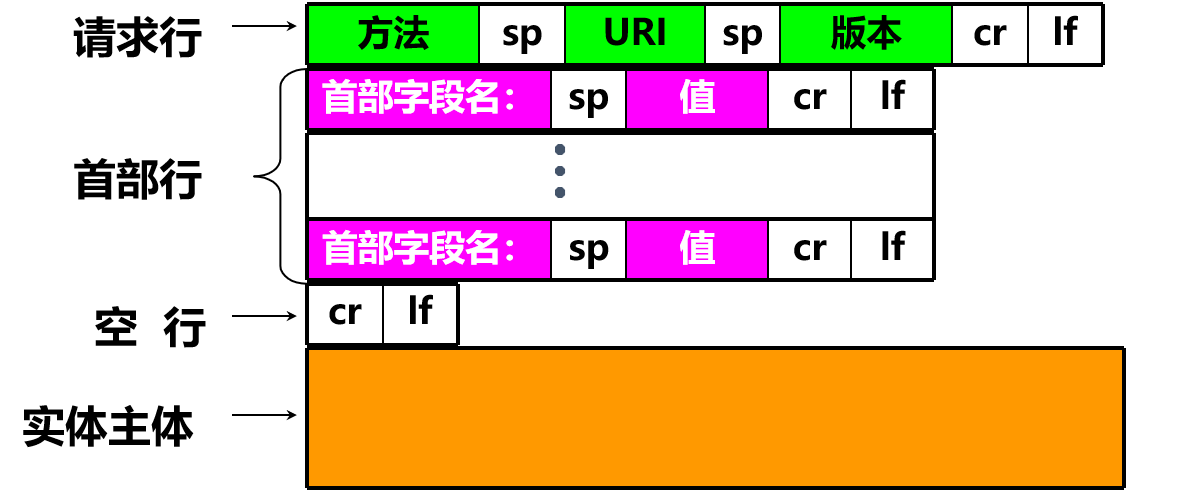 请求行 方法 sp URI sp 版本 cr lf
首部字段名： sp 值 cr lf
首部行
首部字段名： sp 值 cr lf
空 行 cr lf
实体主体